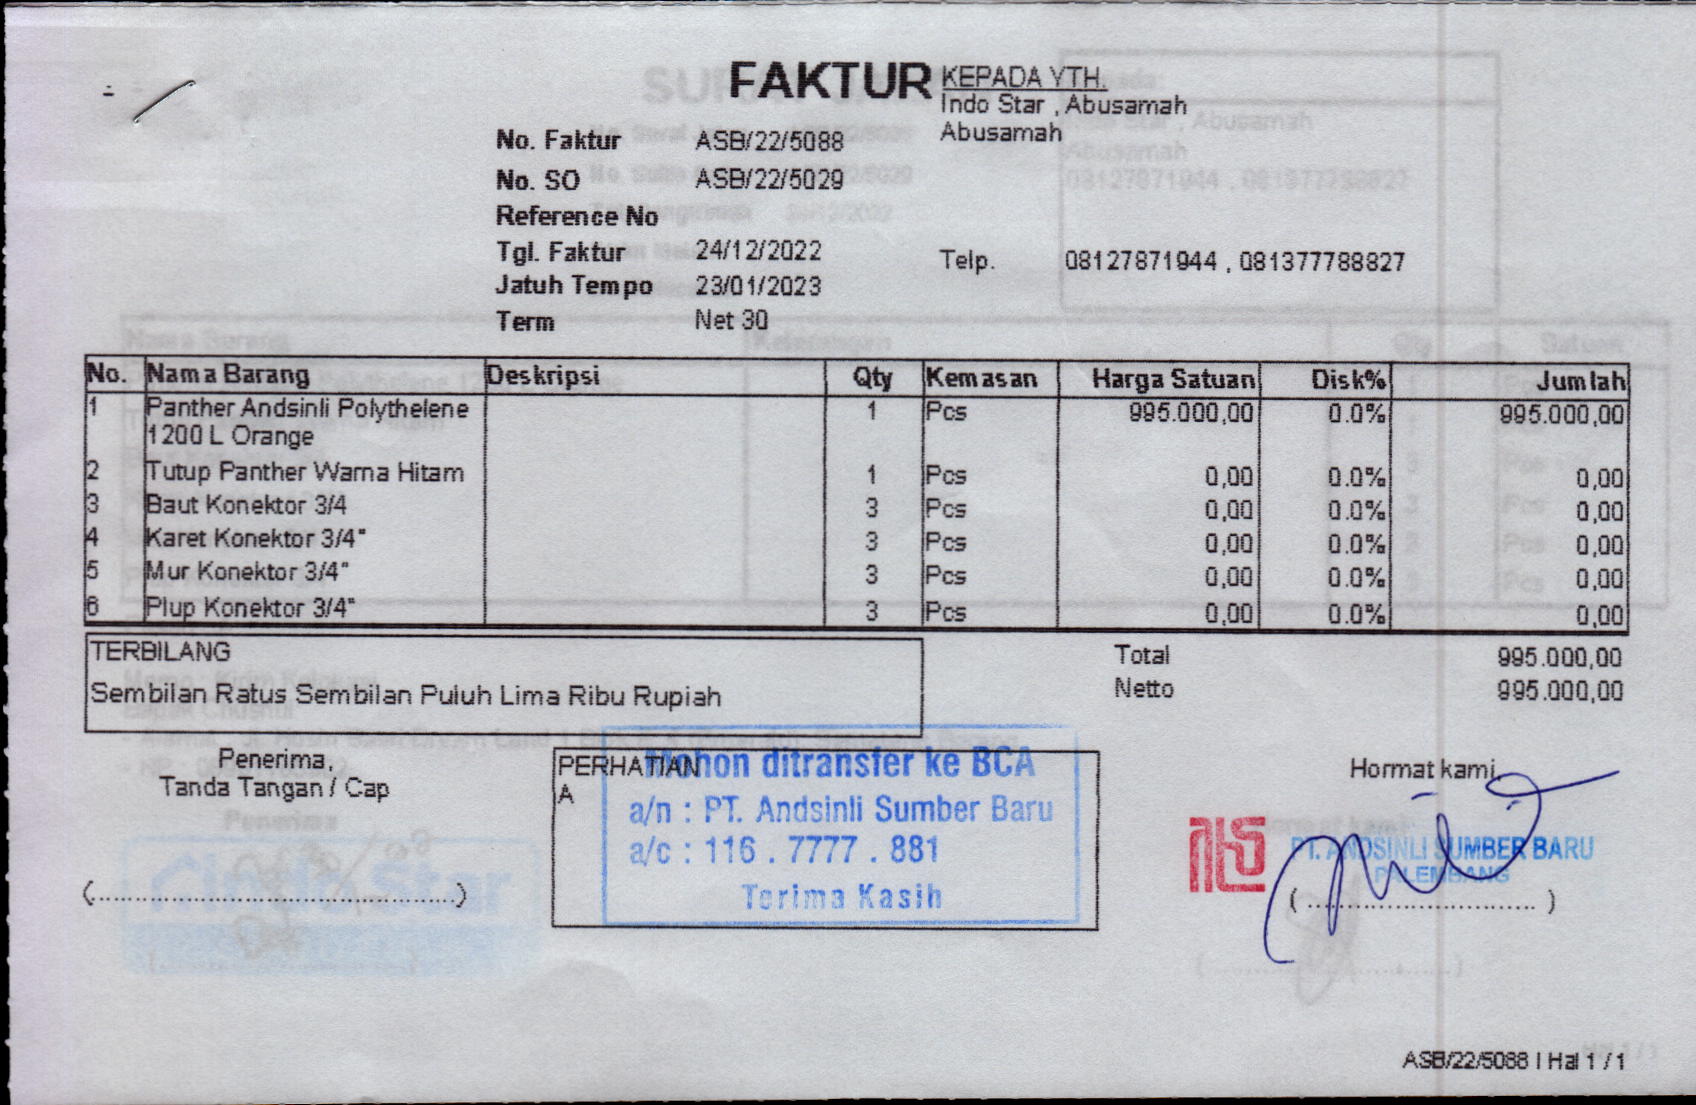 FAKTUR
KEPADA YTH.
Indo Star , Abusamah
Abusamah
No. Faktur ASB/22/5088
No. SO ASB/22/5029
Reference No
Tgl. Faktur 24/12/2022
Telp. 08127871944 , 081377788827
Jatuh Tempo 23/01/2023
Term Net 30
No. Nama Barang Deskripsi Qty Kemasan Harga Satuan Disk% Jumlah
1 Panther Andsinli Polythelene 1 Pcs 995.000,00 0.0% 995.000,00
1200 L Orange
2 Tutup Panther Warna Hitam 1 Pcs 0,00 0.0% 0,00
3 Baut Konektor 3/4 3 Pcs 0,00 0.0% 0,00
4 Karet Konektor 3/4" 3 Pcs 0,00 0.0% 0,00
5 Mur Konektor 3/4" 3 Pcs 0,00 0.0% 0,00
6 Plup Konektor 3/4" 3 Pcs 0,00 0.0% 0,00
TERBILANG
Sembilan Ratus Sembilan Puluh Lima Ribu Rupiah
Total 995.000,00
Netto 995.000,00
Penerima,
Tanda Tangan / Cap
(........................................)
PERHATIAN
A
Mohon ditransfer ke BCA
a/n : PT. Andsinli Sumber Baru
a/c : 116 . 7777 . 881
Terima Kasih
Hormat kami,
PT. ANDSINLI SUMBER BARU
PALEMBANG
(............................)
Indo Star
ASB/22/5088 | Hal 1 / 1